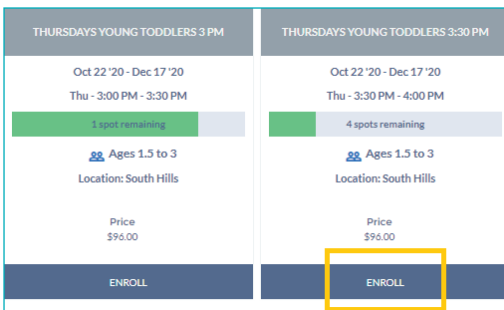 THURSDAYS YOUNG TODDLERS 3 PM
Oct 22 '20 - Dec 17 '20
Thu - 3:00 PM - 3:30 PM
1 spot remaining
Ages 1.5 to 3
Location: South Hills
Price
$96.00
ENROLL
THURSDAYS YOUNG TODDLERS 3:30 PM
Oct 22 '20 - Dec 17 '20
Thu - 3:30 PM - 4:00 PM
4 spots remaining
Ages 1.5 to 3
Location: South Hills
Price
$96.00
ENROLL